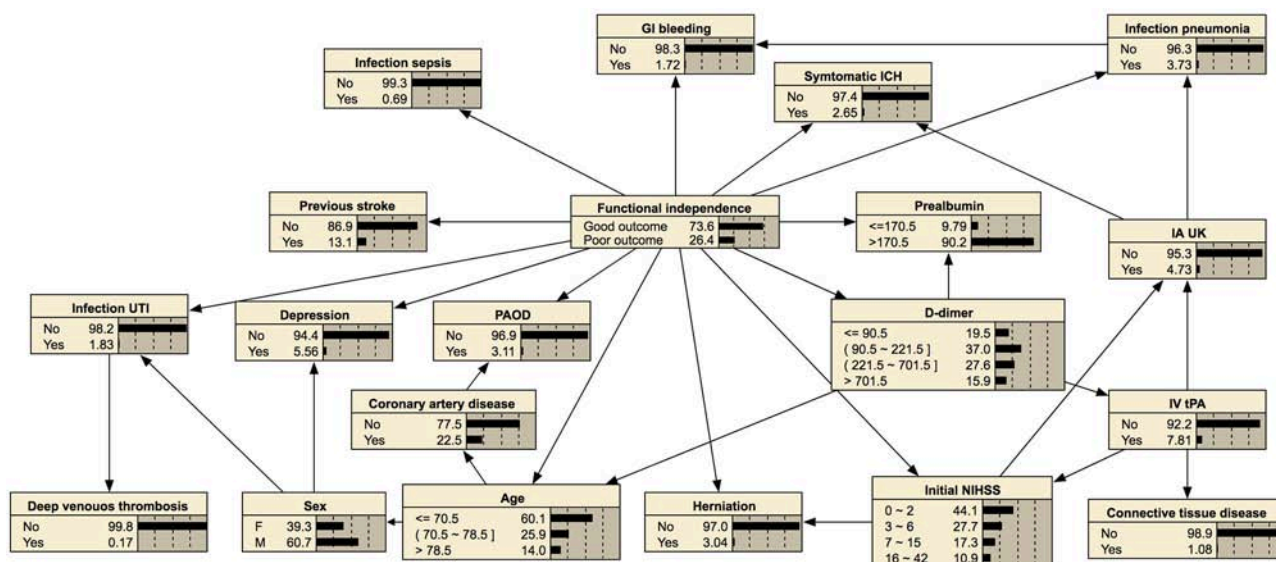 GI bleeding
No 98.3
Yes 1.72
Infection pneumonia
No 96.3
Yes 3.73
Infection sepsis
No 99.3
Yes 0.69
Symtomatic ICH
No 97.4
Yes 2.65
Previous stroke
No 86.9
Yes 13.1
Functional independence
Good outcome 73.6
Poor outcome 26.4
Prealbumin
<=170.5 9.79
>170.5 90.2
IA UK
No 95.3
Yes 4.73
Infection UTI
No 98.2
Yes 1.83
Depression
No 94.4
Yes 5.56
PAOD
No 96.9
Yes 3.11
D-dimer
<= 90.5 19.5
( 90.5 ~ 221.5 ] 37.0
( 221.5 ~ 701.5 ] 27.6
> 701.5 15.9
Coronary artery disease
No 77.5
Yes 22.5
IV tPA
No 92.2
Yes 7.81
Deep venouos thrombosis
No 99.8
Yes 0.17
Sex
F 39.3
M 60.7
Age
<= 70.5 60.1
( 70.5 ~ 78.5 ] 25.9
> 78.5 14.0
Herniation
No 97.0
Yes 3.04
Initial NIHSS
0 ~ 2 44.1
3 ~ 6 27.7
7 ~ 15 17.3
16 ~ 42 10.9
Connective tissue disease
No 98.9
Yes 1.08